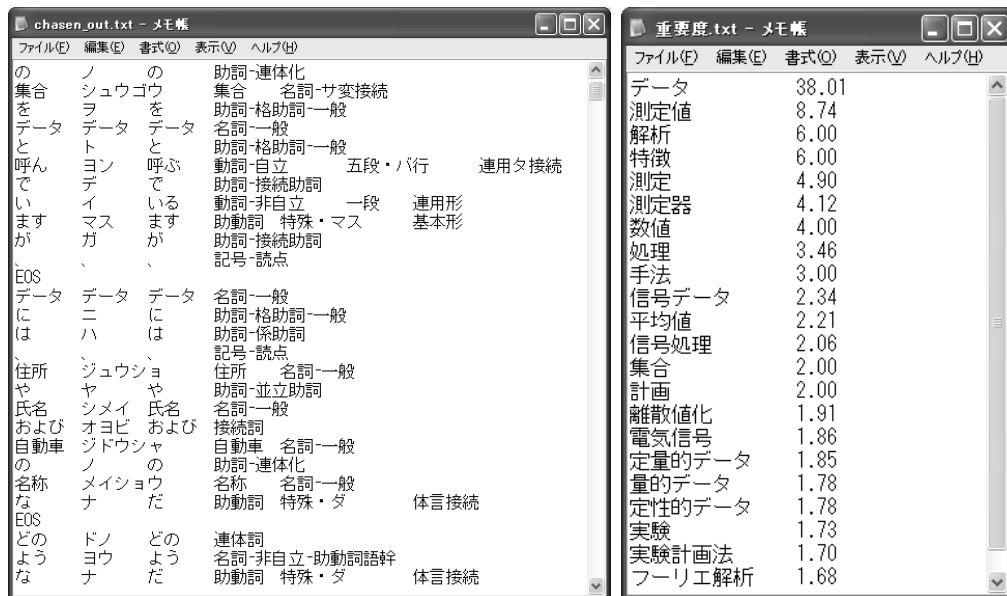 chasen_out.txt - メモ帳
ファイル(F) 編集(E) 書式(O) 表示(V) ヘルプ(H)
の ノ の 助詞-連体化
集合 シュウゴウ 集合 名詞-サ変接続
を ヲ を 助詞-格助詞-一般
データ データ データ 名詞-一般
と ト と 助詞-格助詞-一般
呼ん ヨン 呼ぶ 動詞-自立 五段・バ行 連用タ接続
で デ で 助詞-接続助詞
い イ いる 動詞-非自立 一段 連用形
ます マス ます 助動詞 特殊・マス 基本形
が ガ が 助詞-接続助詞
、 、 、 記号-読点
EOS
データ データ データ 名詞-一般
に ニ に 助詞-格助詞-一般
は ハ は 助詞-係助詞
、 、 、 記号-読点
住所 ジュウショ 住所 名詞-一般
や ヤ や 助詞-並立助詞
氏名 シメイ 氏名 名詞-一般
および オヨビ および 接続詞
自動車 ジドウシャ 自動車 名詞-一般
の ノ の 助詞-連体化
名称 メイショウ 名称 名詞-一般
な ナ だ 助動詞 特殊・ダ 体言接続
EOS
どの ドノ どの 連体詞
よう ヨウ よう 名詞-非自立-助動詞語幹
な ナ だ 助動詞 特殊・ダ 体言接続
重要度.txt - メモ帳
ファイル(F) 編集(E) 書式(O) 表示(V) ヘルプ(H)
データ 38.01
測定値 8.74
解析 6.00
特徴 6.00
測定 4.90
測定器 4.12
数値 4.00
処理 3.46
手法 3.00
信号データ 2.34
平均値 2.21
信号処理 2.06
集合 2.00
計画 2.00
離散値化 1.91
電気信号 1.86
定量的データ 1.85
量的データ 1.78
定性的データ 1.78
実験 1.73
実験計画法 1.70
フーリエ解析 1.68